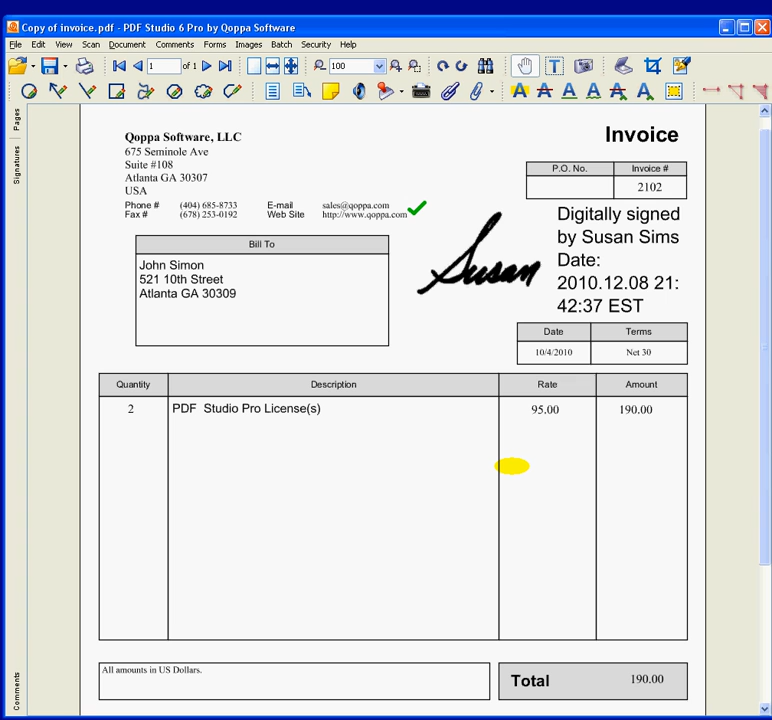 Copy of invoice.pdf - PDF Studio 6 Pro by Qoppa Software
File Edit View Scan Document Comments Forms Images Batch Security Help
1 of 1 100
Pages
Signatures
Comments
Qoppa Software, LLC
675 Seminole Ave
Suite #108
Atlanta GA 30307
USA
Phone # (404) 685-8733 E-mail sales@qoppa.com
Fax # (678) 253-0192 Web Site http://www.qoppa.com
Invoice
P.O. No. Invoice #
2102
Susan
Digitally signed
by Susan Sims
Date:
2010.12.08 21:
42:37 EST
Bill To
John Simon
521 10th Street
Atlanta GA 30309
Date Terms
10/4/2010 Net 30
Quantity Description Rate Amount
2 PDF Studio Pro License(s) 95.00 190.00
All amounts in US Dollars.
Total 190.00